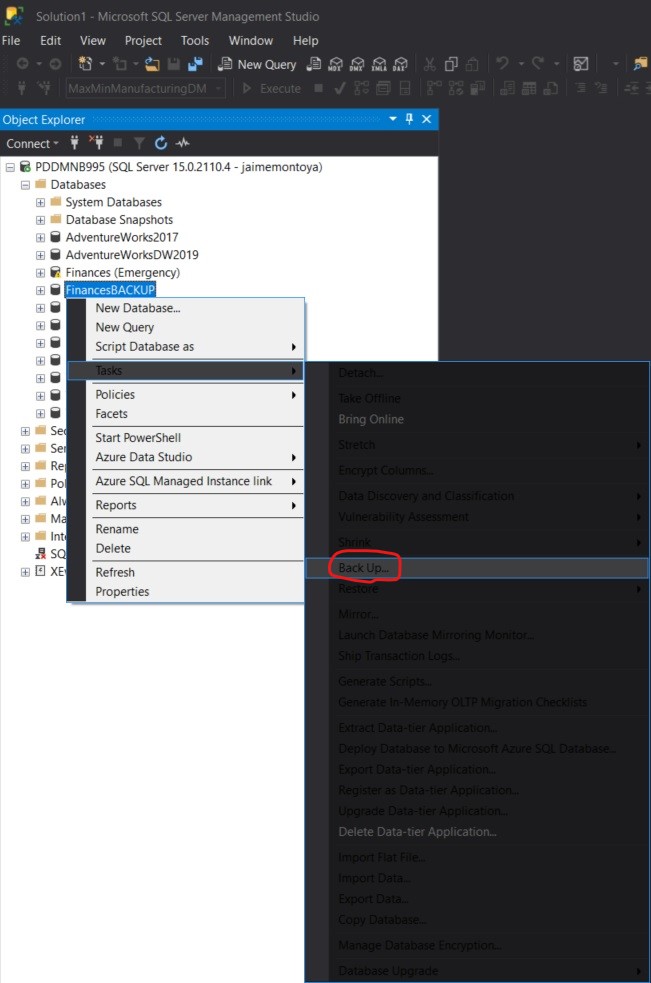 Solution1 - Microsoft SQL Server Management Studio
File Edit View Project Tools Window Help
New Query MDX DMX XMLA DAX
MaxMinManufacturingDM Execute
Object Explorer
Connect
PDDMNB995 (SQL Server 15.0.2110.4 - jaimemontoya)
Databases
System Databases
Database Snapshots
AdventureWorks2017
AdventureWorksDW2019
Finances (Emergency)
FinancesBACKUP
New Database...
New Query
Script Database as
Tasks
Policies
Facets
Start PowerShell
Azure Data Studio
Azure SQL Managed Instance link
Reports
Rename
Delete
Refresh
Properties
Sec
Ser
Rep
Pol
Alw
Ma
Inte
SQ
XEv
Detach...
Take Offline
Bring Online
Stretch
Encrypt Columns...
Data Discovery and Classification
Vulnerability Assessment
Shrink
Back Up...
Restore
Mirror...
Launch Database Mirroring Monitor...
Ship Transaction Logs...
Generate Scripts...
Generate In-Memory OLTP Migration Checklists
Extract Data-tier Application...
Deploy Database to Microsoft Azure SQL Database...
Export Data-tier Application...
Register as Data-tier Application...
Upgrade Data-tier Application...
Delete Data-tier Application...
Import Flat File...
Import Data...
Export Data...
Copy Database...
Manage Database Encryption...
Database Upgrade